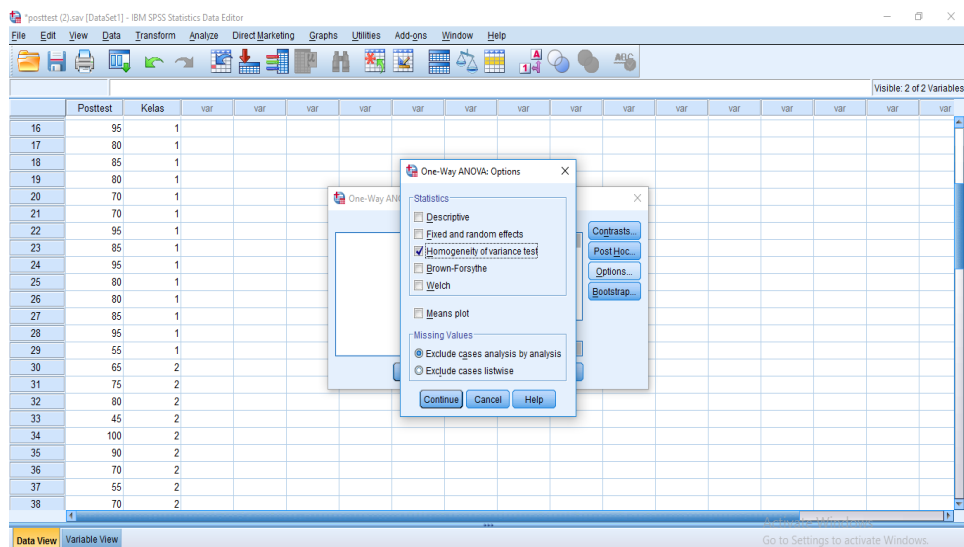 *posttest (2).sav [DataSet1] - IBM SPSS Statistics Data Editor
File Edit View Data Transform Analyze Direct Marketing Graphs Utilities Add-ons Window Help
Visible: 2 of 2 Variables
Posttest Kelas var var var var var var var var var var var var var var var
16 95 1
17 80 1
18 85 1
19 80 1
20 70 1
21 70 1
22 95 1
23 85 1
24 95 1
25 80 1
26 80 1
27 85 1
28 95 1
29 55 1
30 65 2
31 75 2
32 80 2
33 45 2
34 100 2
35 90 2
36 70 2
37 55 2
38 70 2
One-Way AN
Contrasts...
Post Hoc...
Options...
Bootstrap...
One-Way ANOVA: Options
Statistics
Descriptive
Fixed and random effects
Homogeneity of variance test
Brown-Forsythe
Welch
Means plot
Missing Values
Exclude cases analysis by analysis
Exclude cases listwise
Continue Cancel Help
Data View Variable View
Activate Windows
Go to Settings to activate Windows.